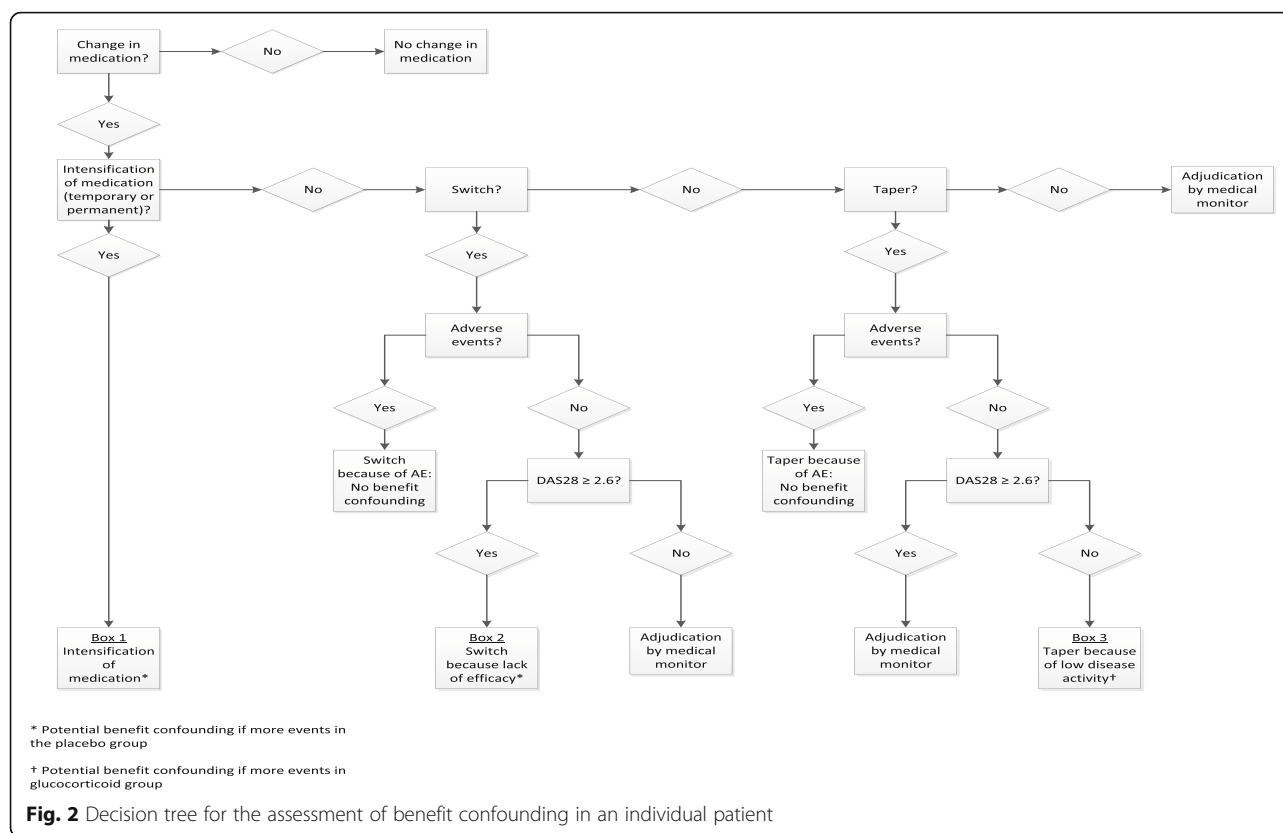 Change in
medication?
No
No change in
medication
Yes
Intensification
of medication
(temporary or
permanent)?
No
Switch?
No
Taper?
No
Adjudication
by medical
monitor
Yes
Yes
Yes
Adverse
events?
Adverse
events?
Yes
No
Yes
No
Switch
because of AE:
No benefit
confounding
DAS28 ≥ 2.6?
Taper because
of AE:
No benefit
confounding
DAS28 ≥ 2.6?
Yes
No
Yes
No
Box 1
Intensification
of
medication*
Box 2
Switch
because lack
of efficacy*
Adjudication
by medical
monitor
Adjudication
by medical
monitor
Box 3
Taper because
of low disease
activity†
* Potential benefit confounding if more events in
the placebo group
† Potential benefit confounding if more events in
glucocorticoid group
Fig. 2 Decision tree for the assessment of benefit confounding in an individual patient